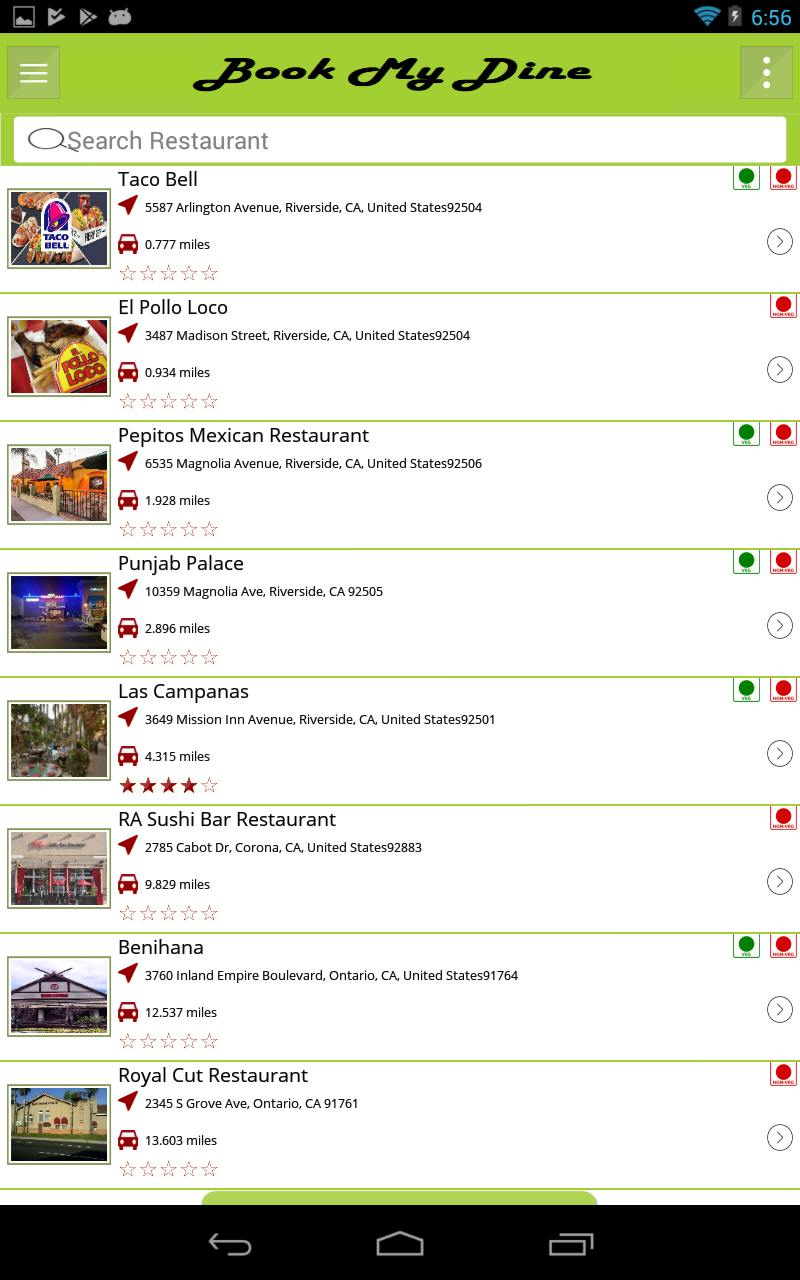 6:56
Book My Dine
Search Restaurant
Taco Bell
VEG NON-VEG
5587 Arlington Avenue, Riverside, CA, United States92504
TACO
BELL
0.777 miles
El Pollo Loco
NON-VEG
3487 Madison Street, Riverside, CA, United States92504
El
POLLO
LOCO
0.934 miles
Pepitos Mexican Restaurant
VEG NON-VEG
6535 Magnolia Avenue, Riverside, CA, United States92506
1.928 miles
Punjab Palace
VEG NON-VEG
10359 Magnolia Ave, Riverside, CA 92505
2.896 miles
Las Campanas
VEG NON-VEG
3649 Mission Inn Avenue, Riverside, CA, United States92501
4.315 miles
RA Sushi Bar Restaurant
NON-VEG
2785 Cabot Dr, Corona, CA, United States92883
9.829 miles
Benihana
VEG NON-VEG
3760 Inland Empire Boulevard, Ontario, CA, United States91764
12.537 miles
Royal Cut Restaurant
NON-VEG
2345 S Grove Ave, Ontario, CA 91761
13.603 miles